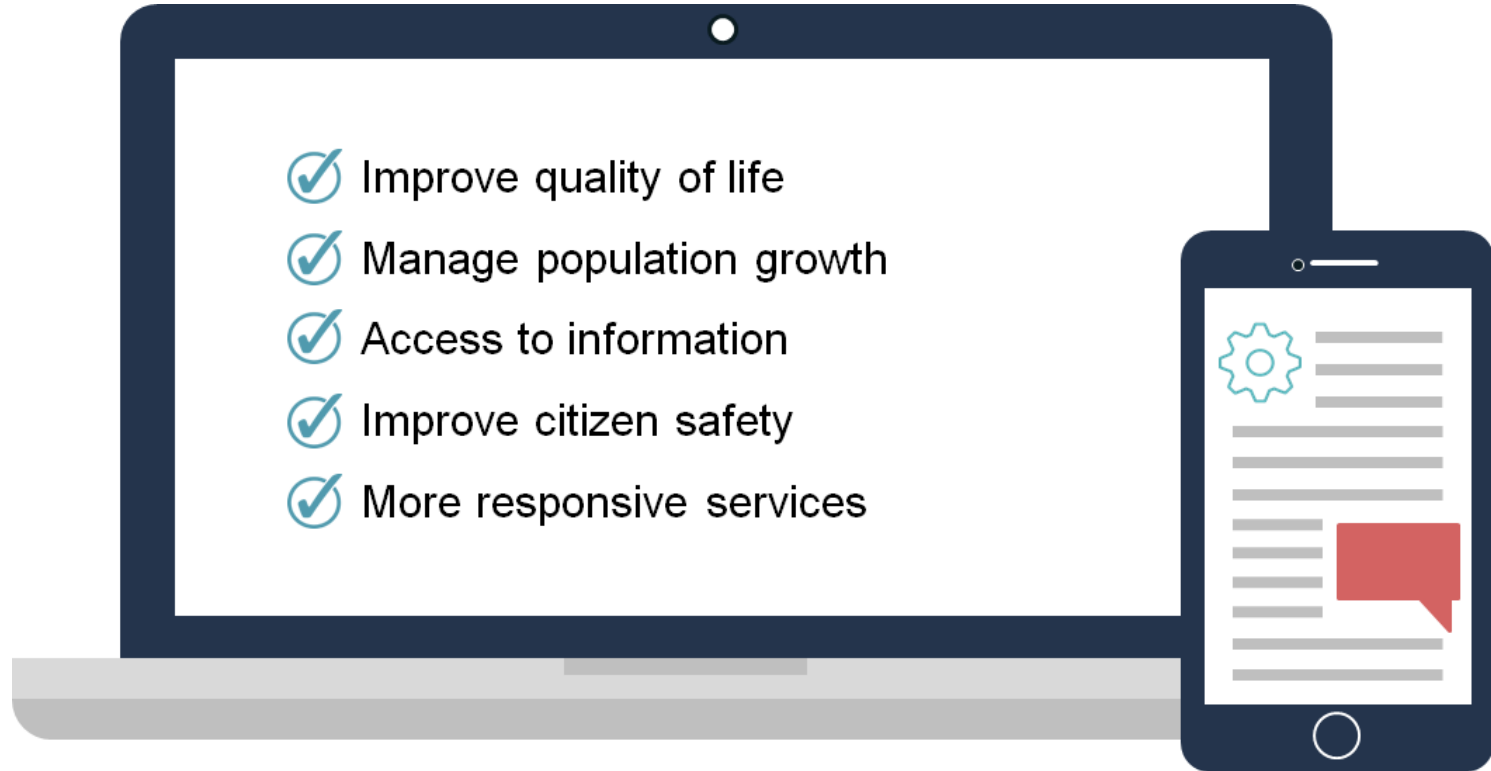 Improve quality of life
Manage population growth
Access to information
Improve citizen safety
More responsive services